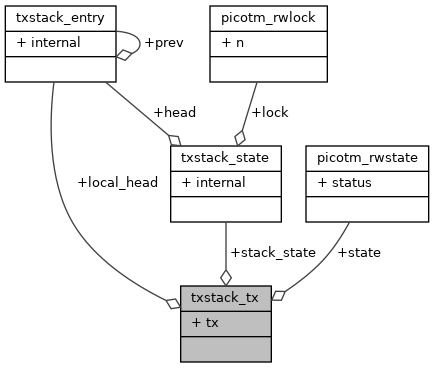 txstack_entry
+ internal
+prev
picotm_rwlock
+ n
+head
+lock
txstack_state
+ internal
picotm_rwstate
+ status
+local_head
+stack_state
+state
txstack_tx
+ tx